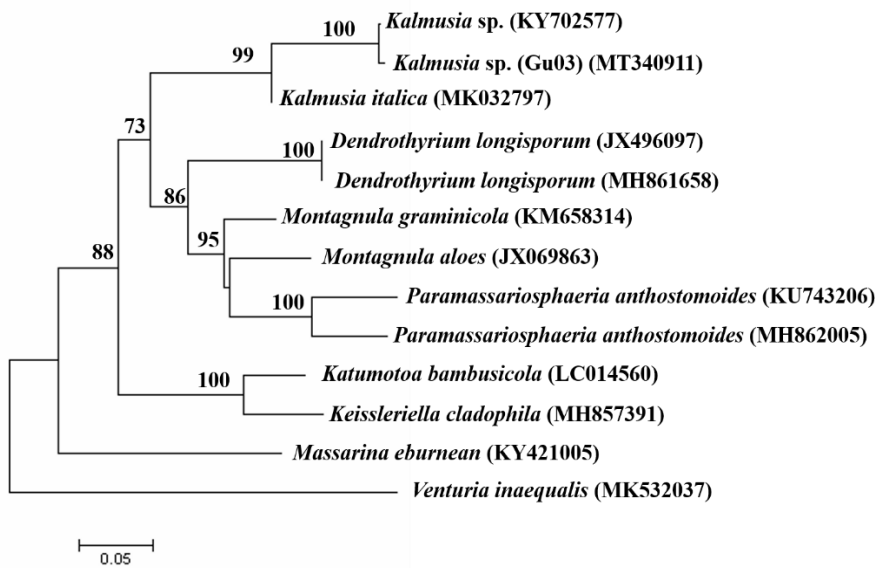 100
Kalmusia sp. (KY702577)
99
Kalmusia sp. (Gu03) (MT340911)
Kalmusia italica (MK032797)
73
Dendrothyrium longisporum (JX496097)
100
Dendrothyrium longisporum (MH861658)
86
Montagnula graminicola (KM658314)
95
88
Montagnula aloes (JX069863)
Paramassariosphaeria anthostomoides (KU743206)
100
Paramassariosphaeria anthostomoides (MH862005)
Katumotoa bambusicola (LC014560)
100
Keissleriella cladophila (MH857391)
Massarina eburnean (KY421005)
Venturia inaequalis (MK532037)
0.05